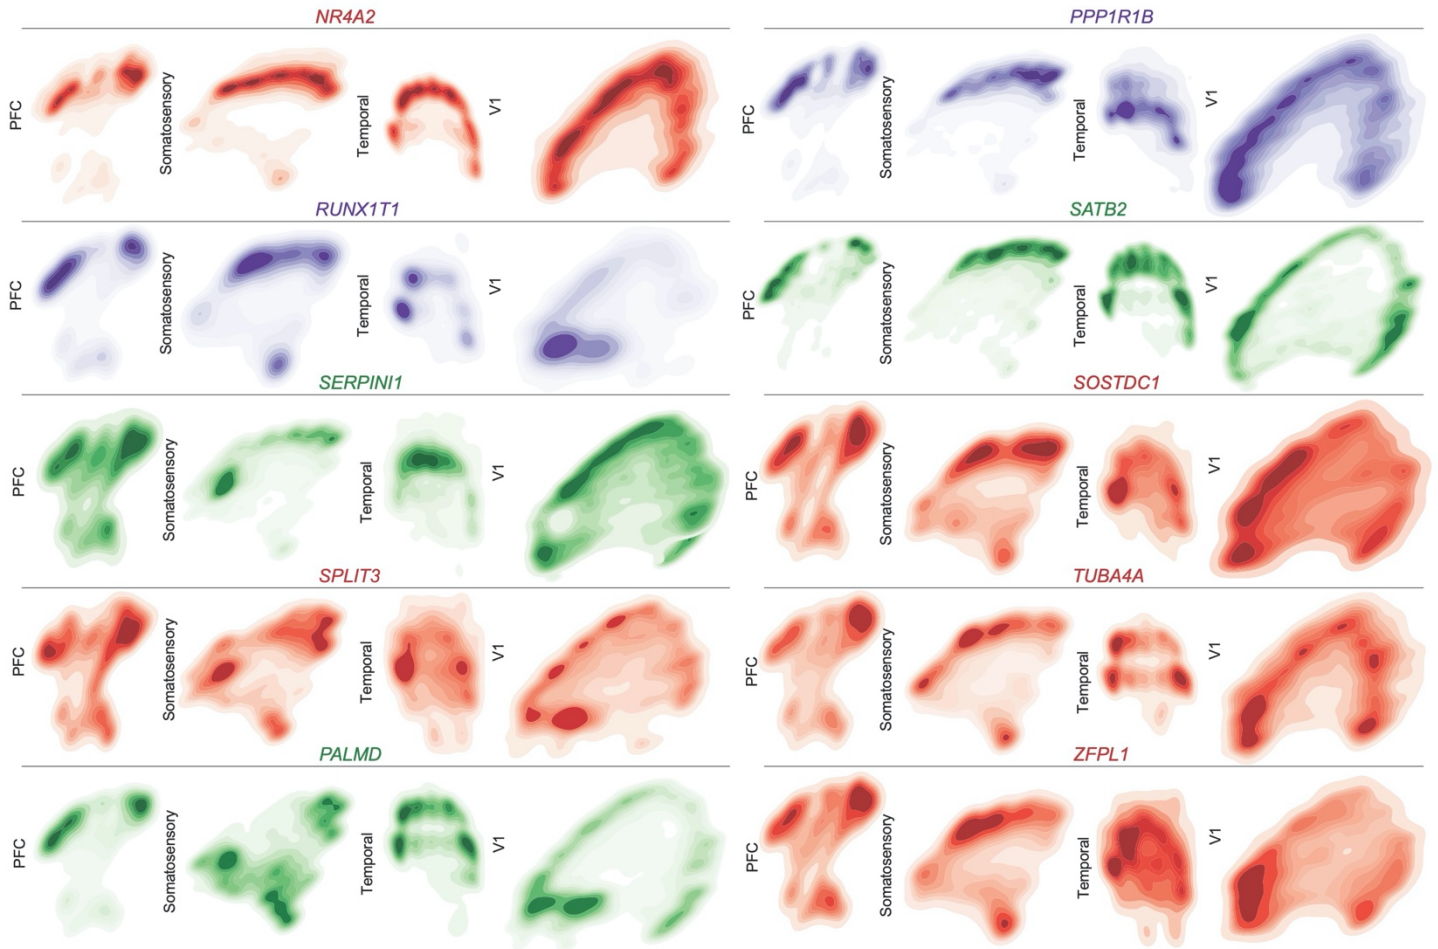 NR4A2
PPP1R1B
PFC
Somatosensory
Temporal
V1
PFC
Somatosensory
Temporal
V1
RUNX1T1
SATB2
PFC
Somatosensory
Temporal
V1
PFC
Somatosensory
Temporal
V1
SERPINI1
SOSTDC1
PFC
Somatosensory
Temporal
V1
PFC
Somatosensory
Temporal
V1
SPLIT3
TUBA4A
PFC
Somatosensory
Temporal
V1
PFC
Somatosensory
Temporal
V1
PALMD
ZFPL1
PFC
Somatosensory
Temporal
V1
PFC
Somatosensory
Temporal
V1